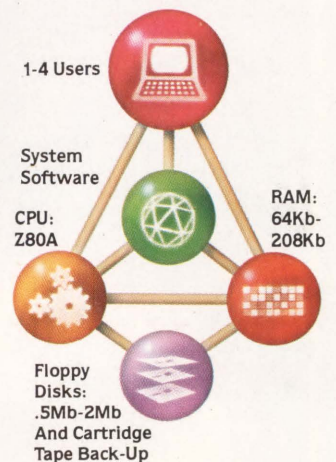 1-4 Users
System
Software
CPU:
Z80A
RAM:
64Kb-
208Kb
Floppy
Disks:
.5Mb-2Mb
And Cartridge
Tape Back-Up